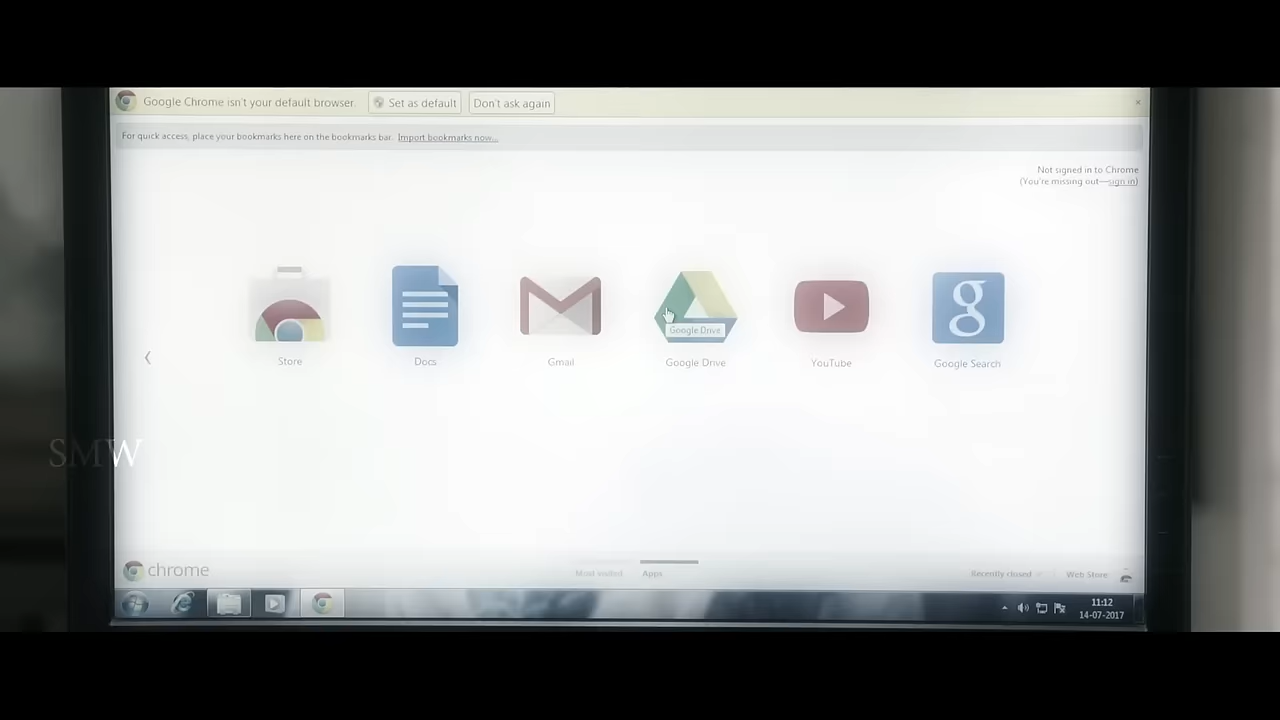 Google Chrome isn't your default browser. Set as default Don't ask again
For quick access, place your bookmarks here on the bookmarks bar. Import bookmarks now...
Not signed in to Chrome
(You're missing out—sign in)
Google Drive
Store Docs Gmail Google Drive YouTube Google Search
SMW
chrome Most visited Apps Recently closed Web Store
11:12
14-07-2017